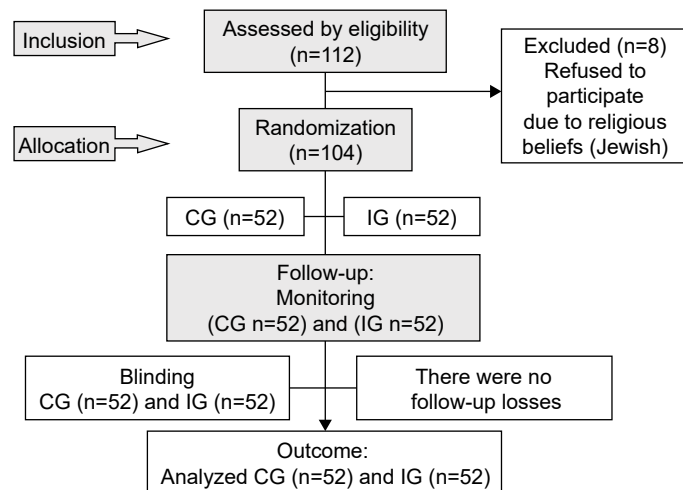 Inclusion
Assessed by eligibility
(n=112)
Excluded (n=8)
Refused to
participate
due to religious
beliefs (Jewish)
Allocation
Randomization
(n=104)
CG (n=52)
IG (n=52)
Follow-up:
Monitoring
(CG n=52) and (IG n=52)
Blinding
CG (n=52) and IG (n=52)
There were no
follow-up losses
Outcome:
Analyzed CG (n=52) and IG (n=52)